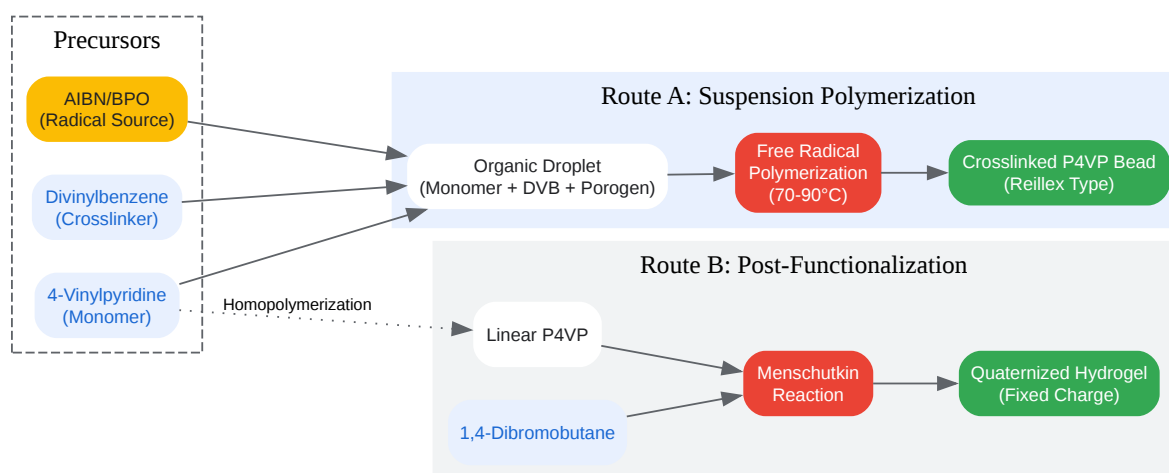 Precursors
AIBN/BPO
(Radical Source)
Divinylbenzene
(Crosslinker)
4-Vinylpyridine
(Monomer)
Homopolymerization
Route A: Suspension Polymerization
Organic Droplet
(Monomer + DVB + Porogen)
Free Radical
Polymerization
(70-90°C)
Crosslinked P4VP Bead
(Reillex Type)
Route B: Post-Functionalization
Linear P4VP
1,4-Dibromobutane
Menschutkin
Reaction
Quaternized Hydrogel
(Fixed Charge)